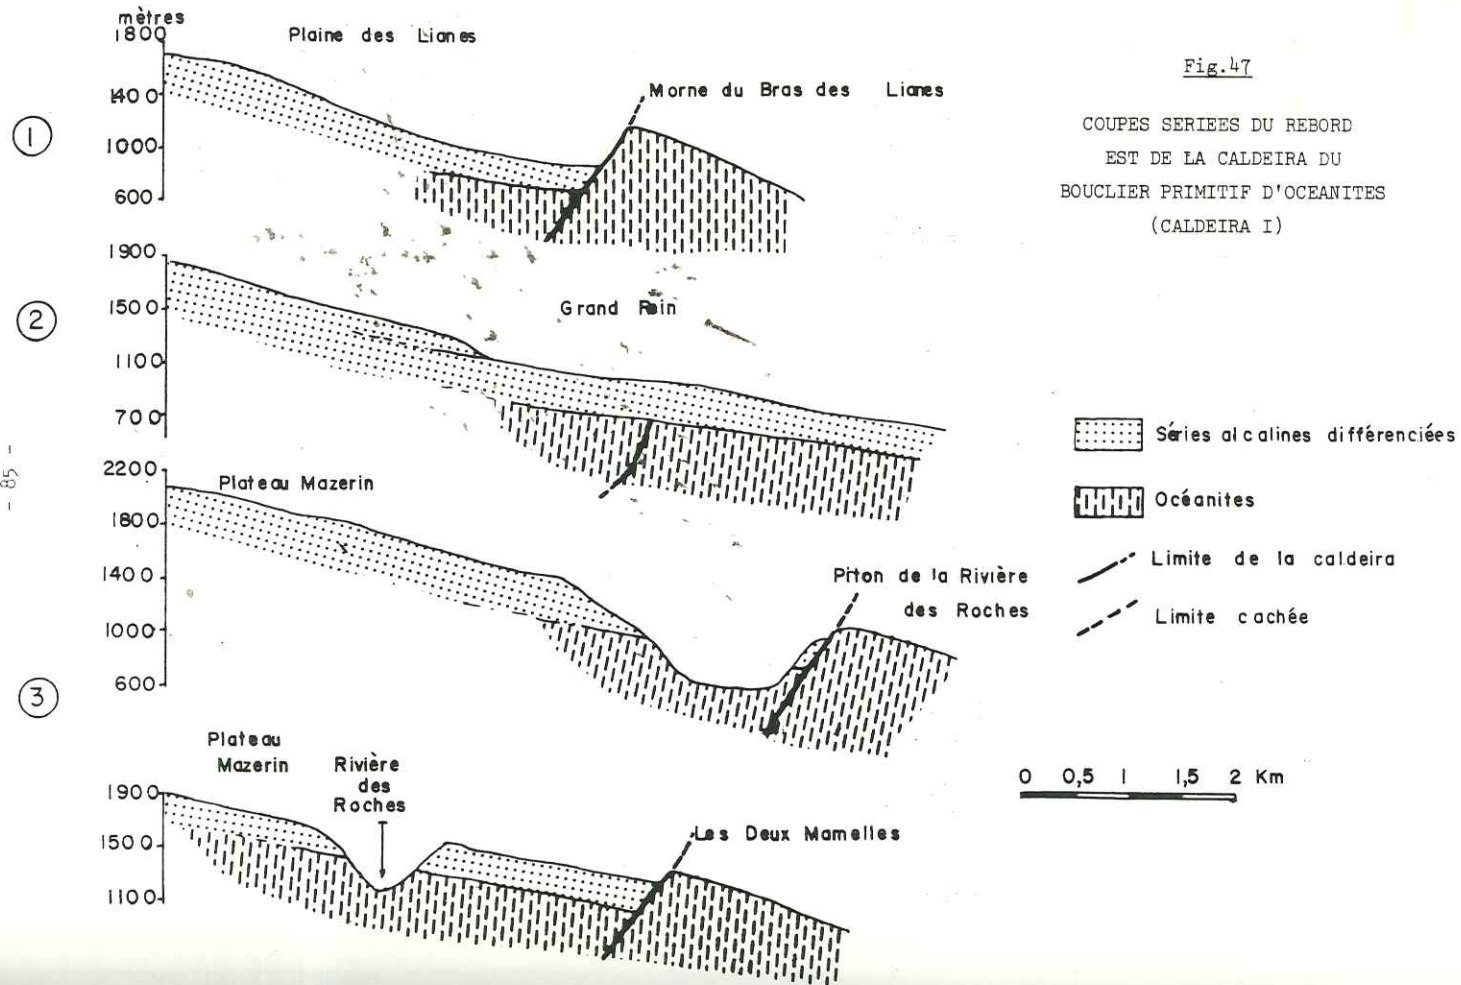 mètres
1800
Plaine des Lianes
1400
Morne du Bras des Lianes
①
1000
600
Fig.47
COUPES SERIEES DU REBORD
EST DE LA CALDEIRA DU
BOUCLIER PRIMITIF D'OCEANITES
(CALDEIRA I)
1900
②
1500
Grand Rein
1100
700
- 85 -
2200
Plateau Mazerin
1800
1400
Piton de la Rivière
des Roches
1000
600
③
Séries alcalines différenciées
Océanites
Limite de la caldeira
Limite cachée
Plateau
Mazerin
Rivière
des
Roches
1900
1500
Les Deux Mamelles
1100
0 0,5 1 1,5 2 Km